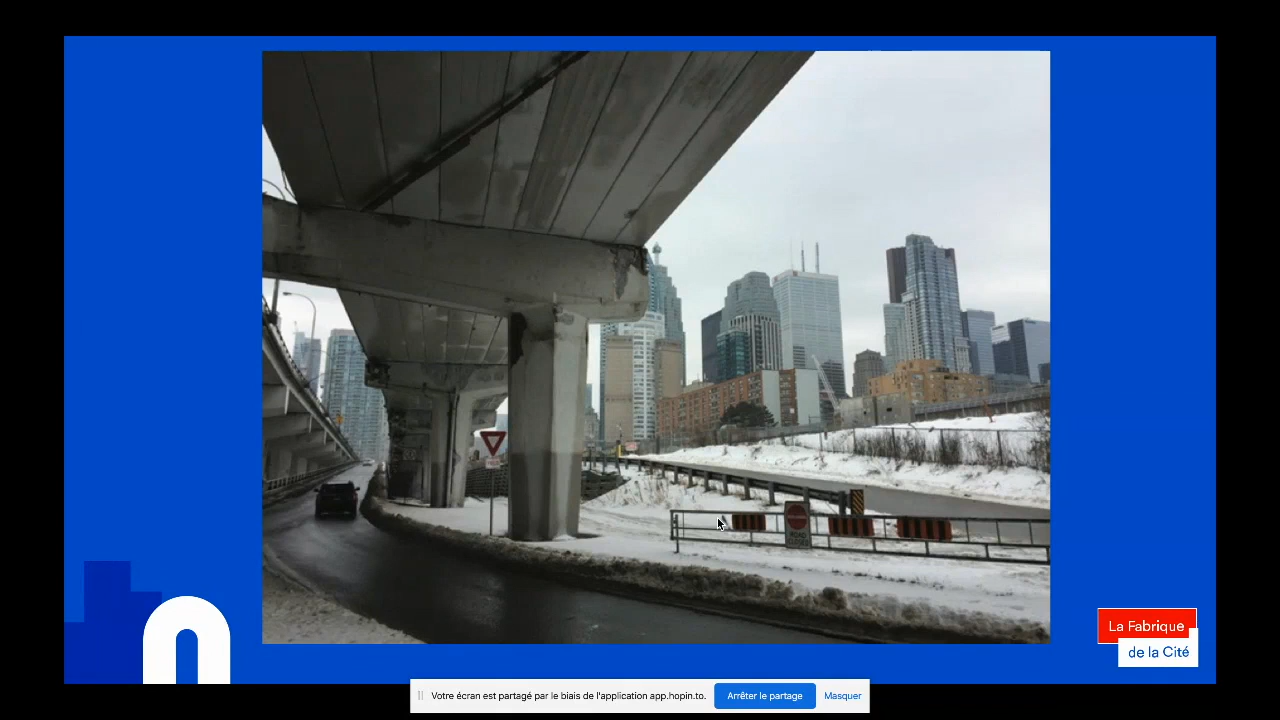 La Fabrique
de la Cité
Votre écran est partagé par le biais de l'application app.hopin.to.
Arrêter le partage
Masquer